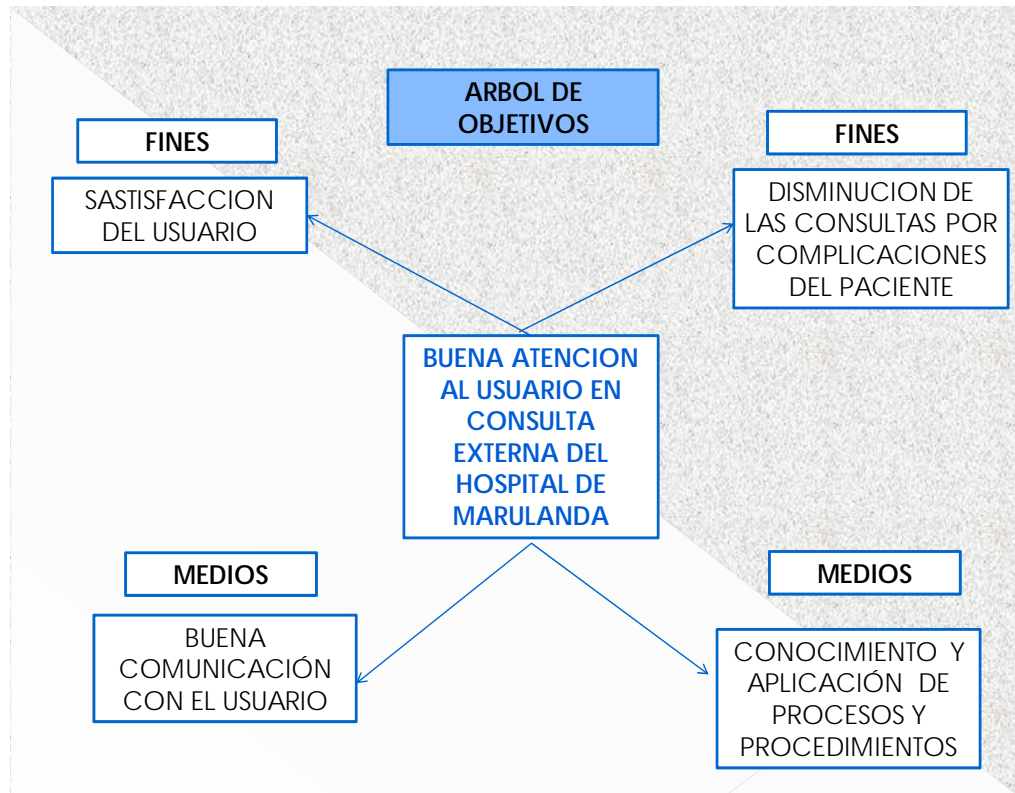 ARBOL DE
OBJETIVOS
FINES
SASTISFACCION
DEL USUARIO
FINES
DISMINUCION DE
LAS CONSULTAS POR
COMPLICACIONES
DEL PACIENTE
BUENA ATENCION
AL USUARIO EN
CONSULTA
EXTERNA DEL
HOSPITAL DE
MARULANDA
MEDIOS
BUENA
COMUNICACIÓN
CON EL USUARIO
MEDIOS
CONOCIMIENTO Y
APLICACIÓN DE
PROCESOS Y
PROCEDIMIENTOS